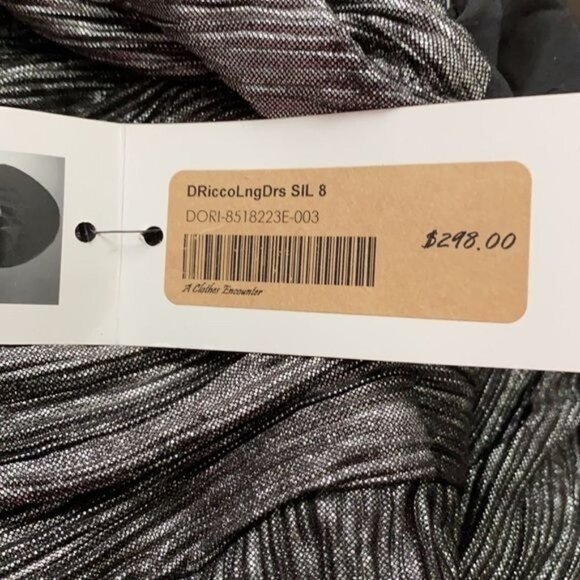 DRiccoLngDrs SIL 8
DORI-8518223E-003
$298.00
A Clothes Encounter